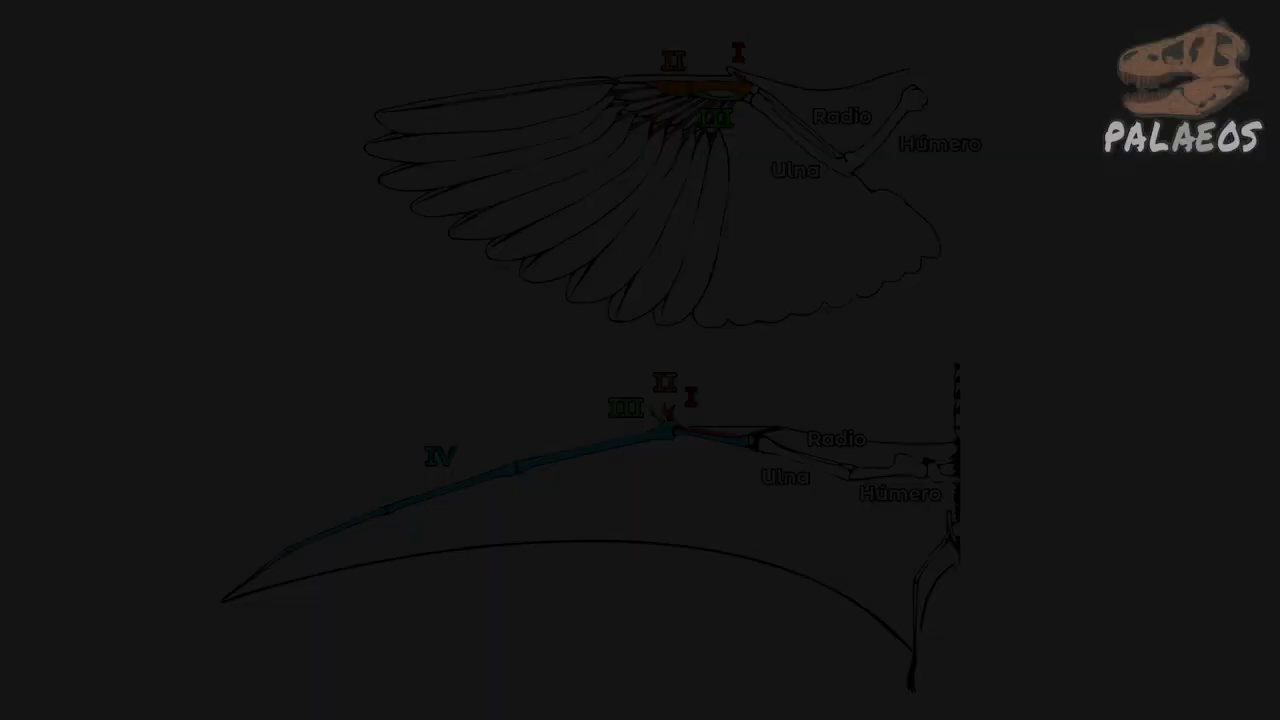 I
II
III
Radio
Húmero
Ulna
PALAEOS
II
I
III
IV
Radio
Ulna
Húmero